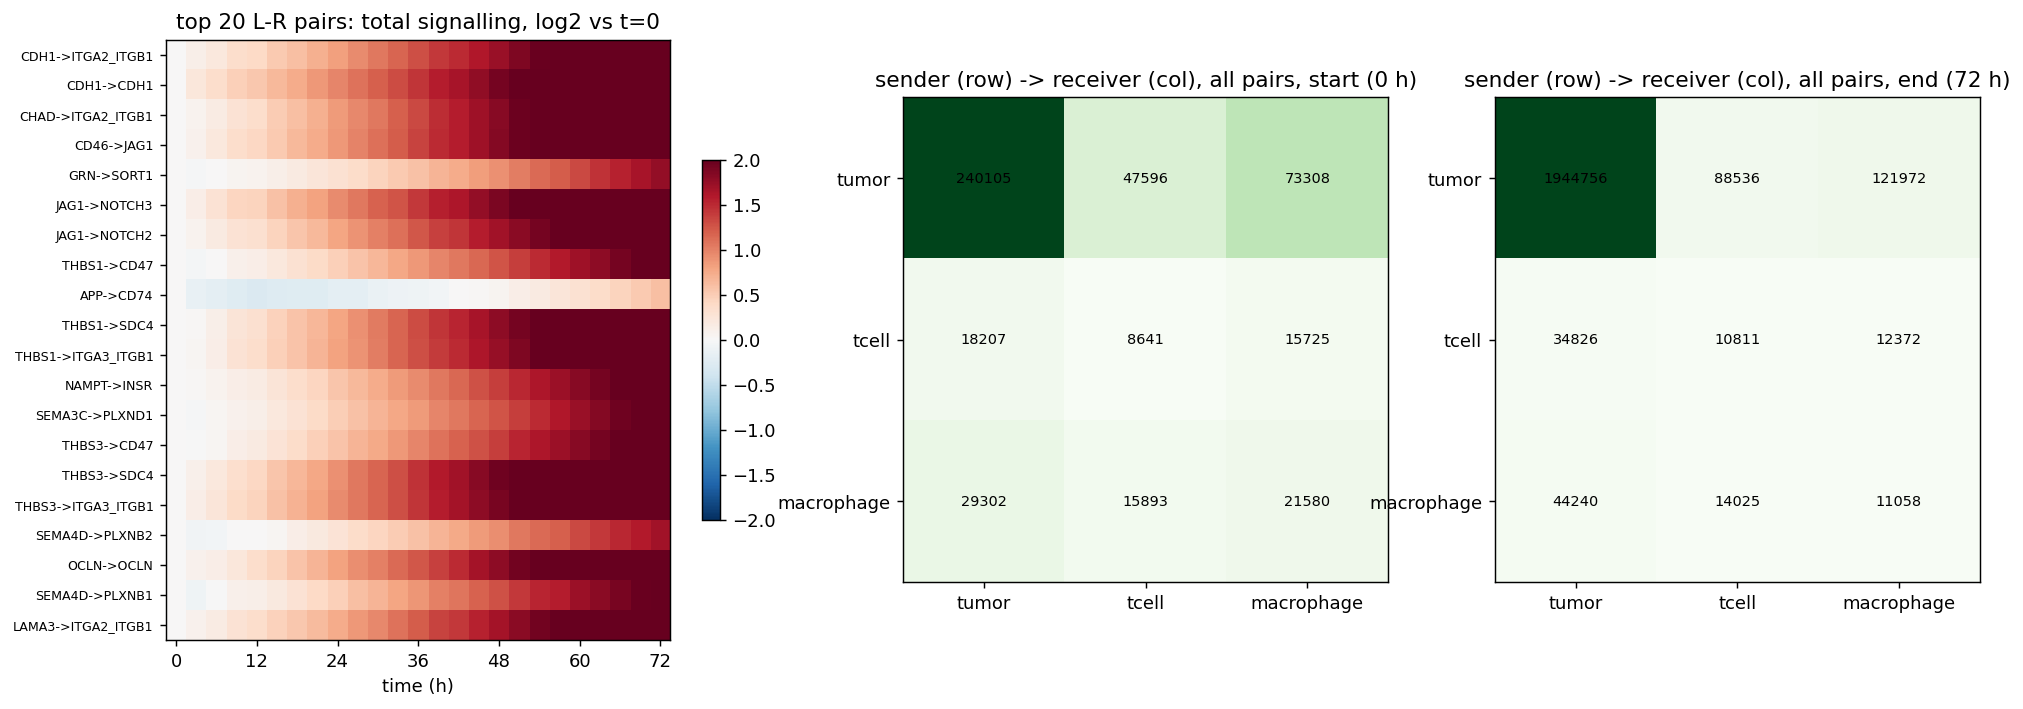 top 20 L-R pairs: total signalling, log2 vs t=0
CDH1->ITGA2_ITGB1
CDH1->CDH1
CHAD->ITGA2_ITGB1
CD46->JAG1
GRN->SORT1
JAG1->NOTCH3
JAG1->NOTCH2
THBS1->CD47
APP->CD74
THBS1->SDC4
THBS1->ITGA3_ITGB1
NAMPT->INSR
SEMA3C->PLXND1
THBS3->CD47
THBS3->SDC4
THBS3->ITGA3_ITGB1
SEMA4D->PLXNB2
OCLN->OCLN
SEMA4D->PLXNB1
LAMA3->ITGA2_ITGB1
0 12 24 36 48 60 72
time (h)
2.0
1.5
1.0
0.5
0.0
−0.5
−1.0
−1.5
−2.0
sender (row) -> receiver (col), all pairs, start (0 h)
tumor 240105 47596 73308
tcell 18207 8641 15725
macrophage 29302 15893 21580
tumor tcell macrophage
sender (row) -> receiver (col), all pairs, end (72 h)
tumor 1944756 88536 121972
tcell 34826 10811 12372
macrophage 44240 14025 11058
tumor tcell macrophage